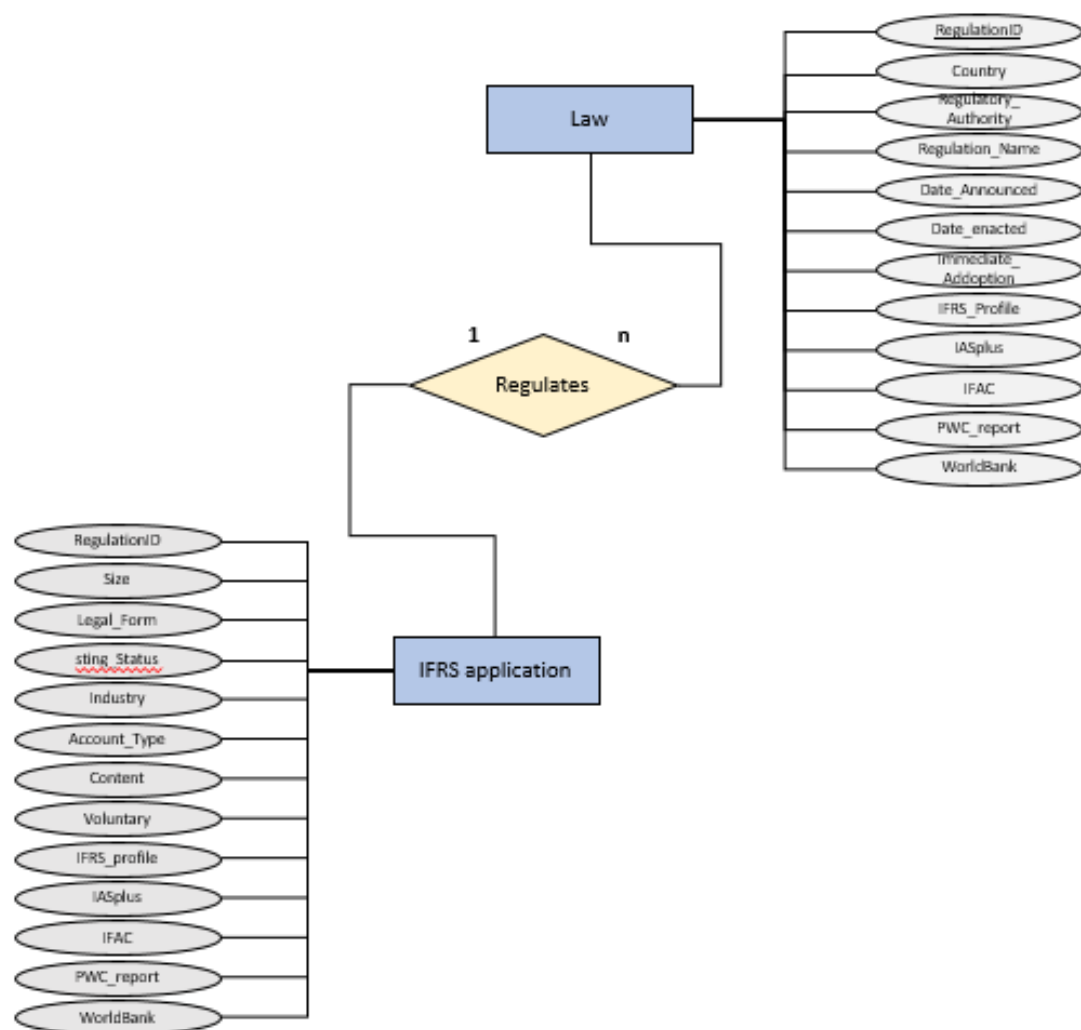 RegulationID
Country
Law
Regulatory_
Authority
Regulation_Name
Date_Announced
Date_enacted
Immediate_
Addoption
IFRS_Profile
1
n
IASplus
Regulates
IFAC
PWC_report
WorldBank
RegulationID
Size
Legal_Form
sting_Status
IFRS application
Industry
Account_Type
Content
Voluntary
IFRS_profile
IASplus
IFAC
PWC_report
WorldBank